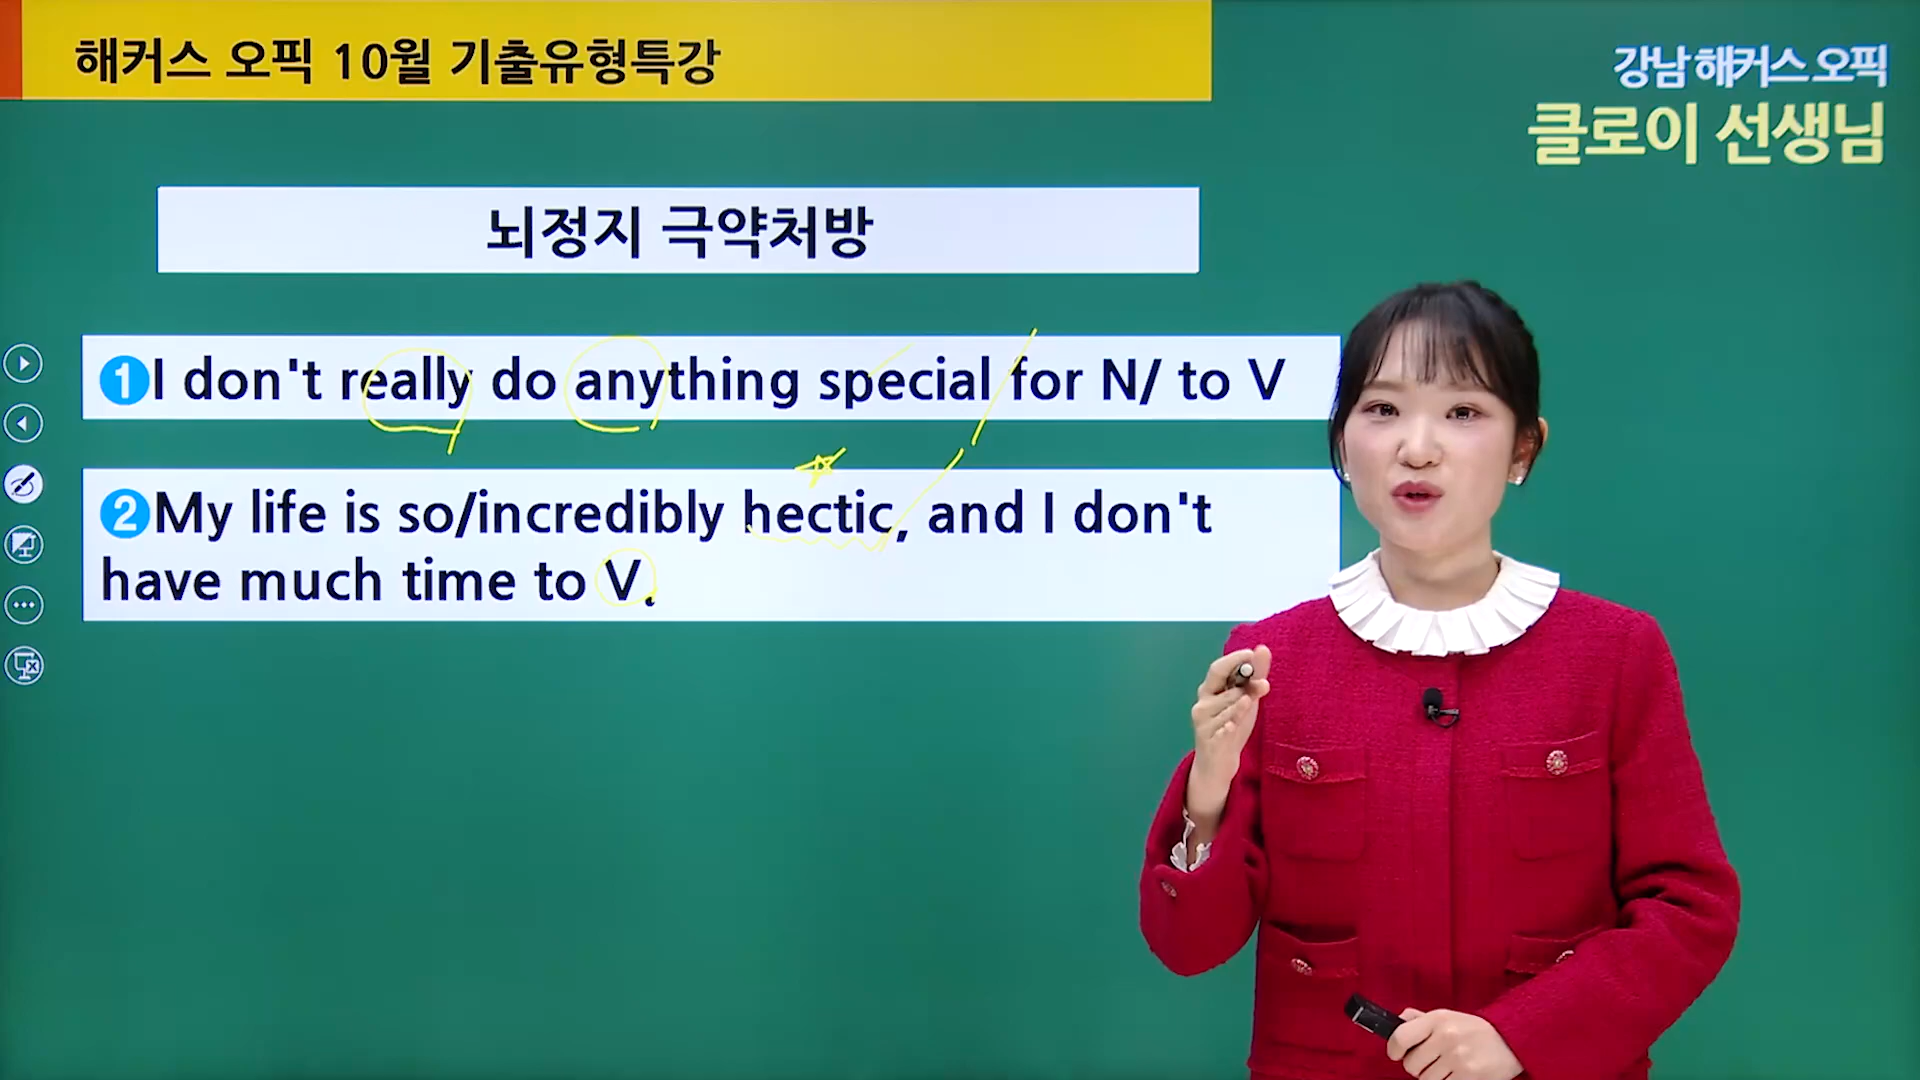 해커스 오픽 10월 기출유형특강
강남 해커스 오픽
클로이 선생님
뇌정지 극약처방
❶I don't really do anything special for N/ to V
❷My life is so/incredibly hectic, and I don't
have much time to V.